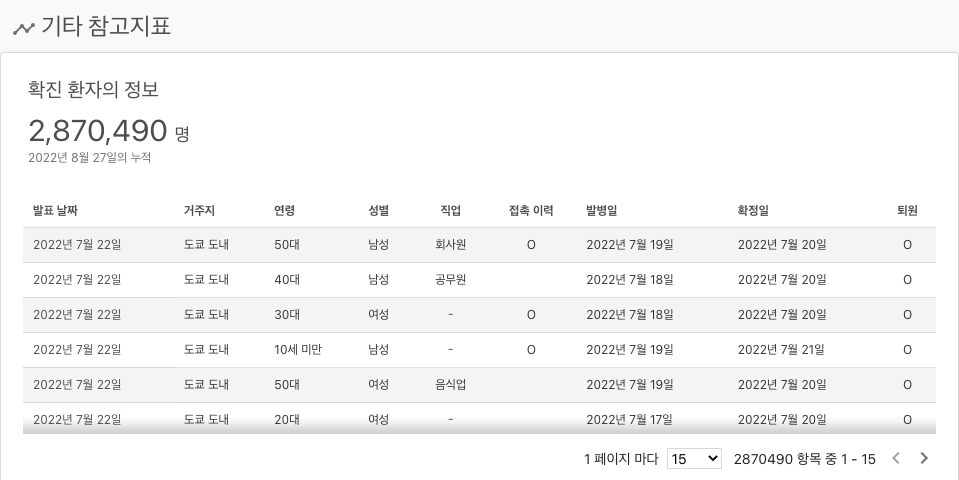 기타 참고지표
확진 환자의 정보
2,870,490 명
2022년 8월 27일의 누적
발표 날짜 거주지 연령 성별 직업 접촉 이력 발병일 확정일 퇴원
2022년 7월 22일 도쿄 도내 50대 남성 회사원 O 2022년 7월 19일 2022년 7월 20일 O
2022년 7월 22일 도쿄 도내 40대 남성 공무원 2022년 7월 18일 2022년 7월 20일 O
2022년 7월 22일 도쿄 도내 30대 여성 - O 2022년 7월 18일 2022년 7월 20일 O
2022년 7월 22일 도쿄 도내 10세 미만 남성 - O 2022년 7월 19일 2022년 7월 21일 O
2022년 7월 22일 도쿄 도내 50대 여성 음식업 2022년 7월 19일 2022년 7월 20일 O
2022년 7월 22일 도쿄 도내 20대 여성 - 2022년 7월 17일 2022년 7월 20일 O
1 페이지 마다 15 2870490 항목 중 1 - 15